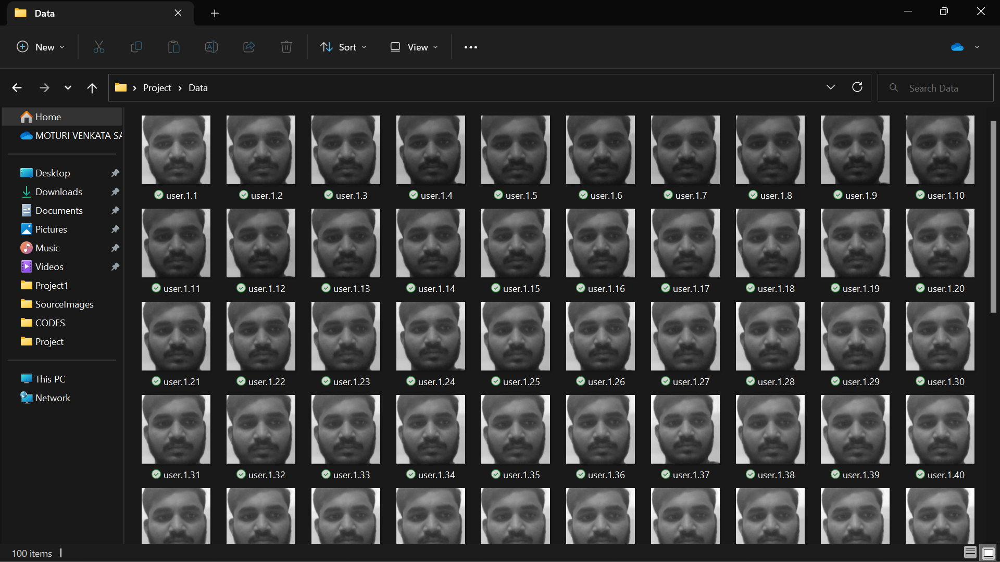 Data
New
Sort
View
Project > Data
Search Data
Home
MOTURI VENKATA SA
Desktop
Downloads
Documents
Pictures
Music
Videos
Project1
SourceImages
CODES
Project
This PC
Network
user.1.1 user.1.2 user.1.3 user.1.4 user.1.5 user.1.6 user.1.7 user.1.8 user.1.9 user.1.10
user.1.11 user.1.12 user.1.13 user.1.14 user.1.15 user.1.16 user.1.17 user.1.18 user.1.19 user.1.20
user.1.21 user.1.22 user.1.23 user.1.24 user.1.25 user.1.26 user.1.27 user.1.28 user.1.29 user.1.30
user.1.31 user.1.32 user.1.33 user.1.34 user.1.35 user.1.36 user.1.37 user.1.38 user.1.39 user.1.40
100 items